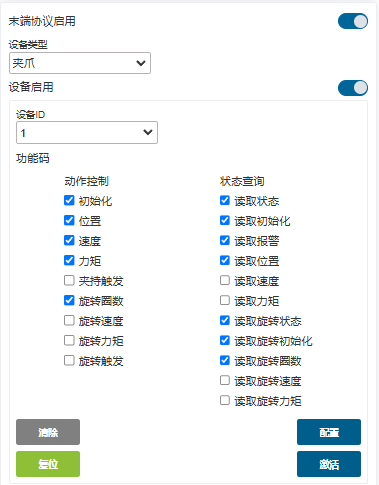 末端协议启用
设备类型
夹爪
设备启用
设备ID
1
功能码
动作控制 状态查询
初始化 读取状态
位置 读取初始化
速度 读取报警
力矩 读取位置
夹持触发 读取速度
旋转圈数 读取力矩
旋转速度 读取旋转状态
旋转力矩 读取旋转初始化
旋转触发 读取旋转圈数
读取旋转速度
读取旋转力矩
清除 配置
复位 激活